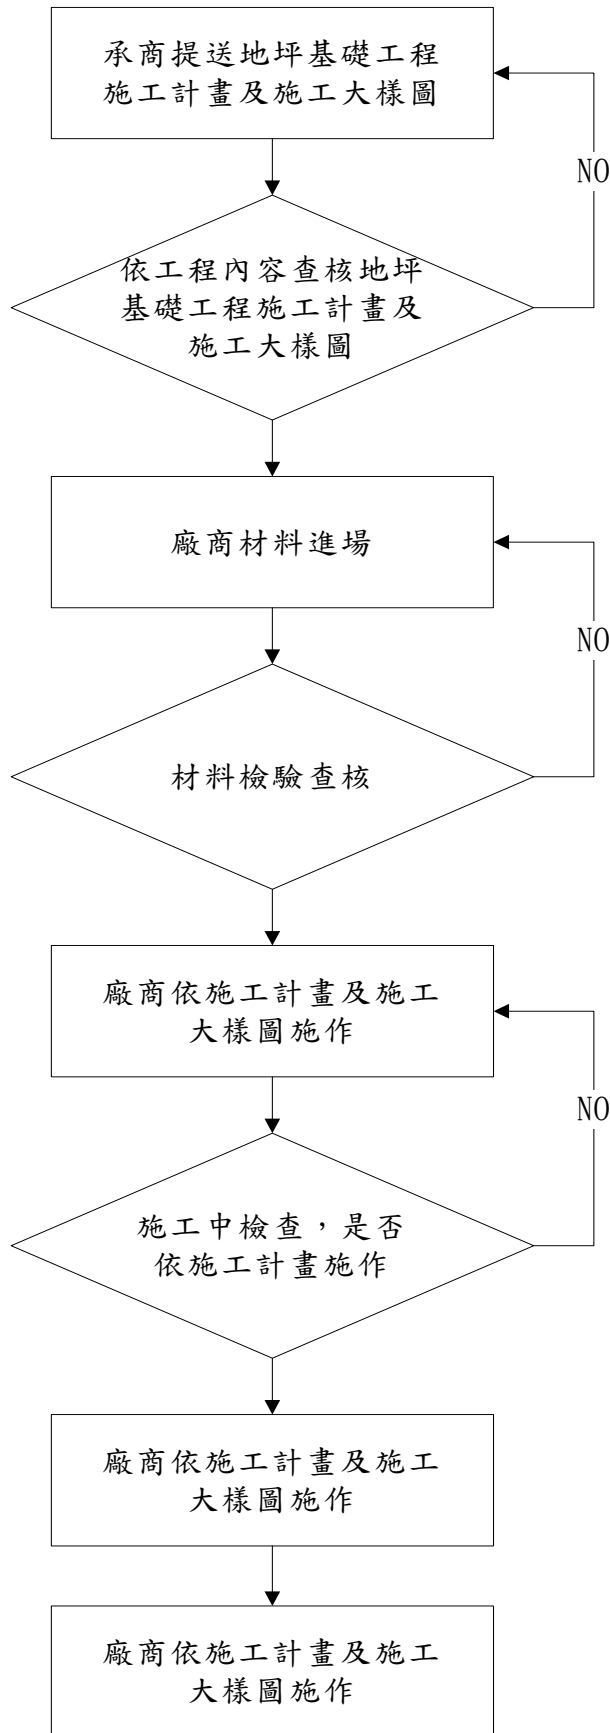 承商提送地坪基礎工程
施工計畫及施工大樣圖
NO
依工程內容查核地坪
基礎工程施工計畫及
施工大樣圖
廠商材料進場
NO
材料檢驗查核
廠商依施工計畫及施工
大樣圖施作
NO
施工中檢查，是否
依施工計畫施作
廠商依施工計畫及施工
大樣圖施作
廠商依施工計畫及施工
大樣圖施作